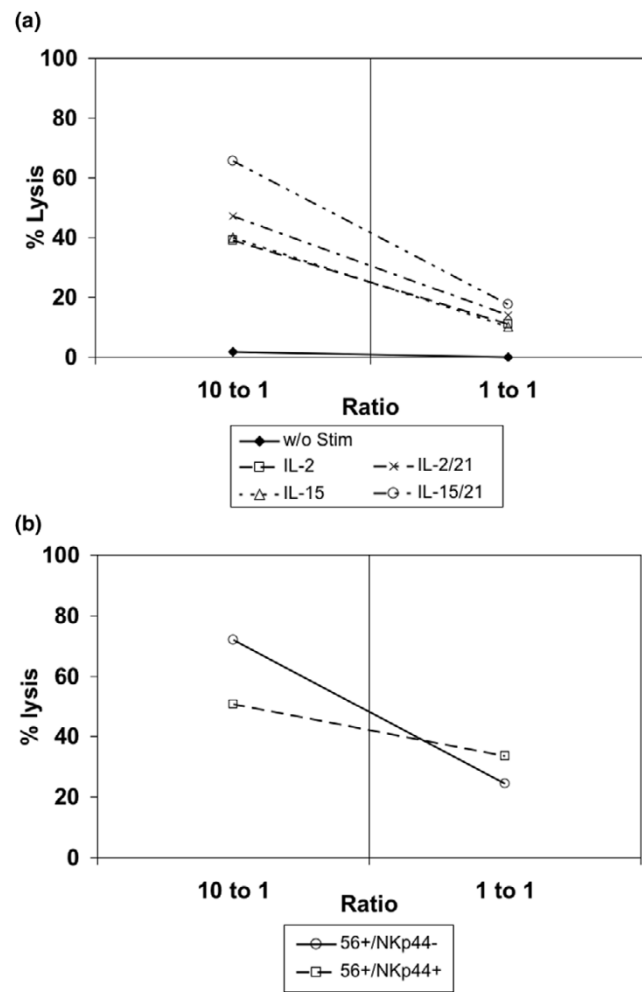 (a)
100
80
60
40
20
0
% Lysis
10 to 1
1 to 1
Ratio
w/o Stim
IL-2 IL-2/21
IL-15 IL-15/21
(b)
100
80
60
40
20
0
% lysis
10 to 1
1 to 1
Ratio
56+/NKp44-
56+/NKp44+